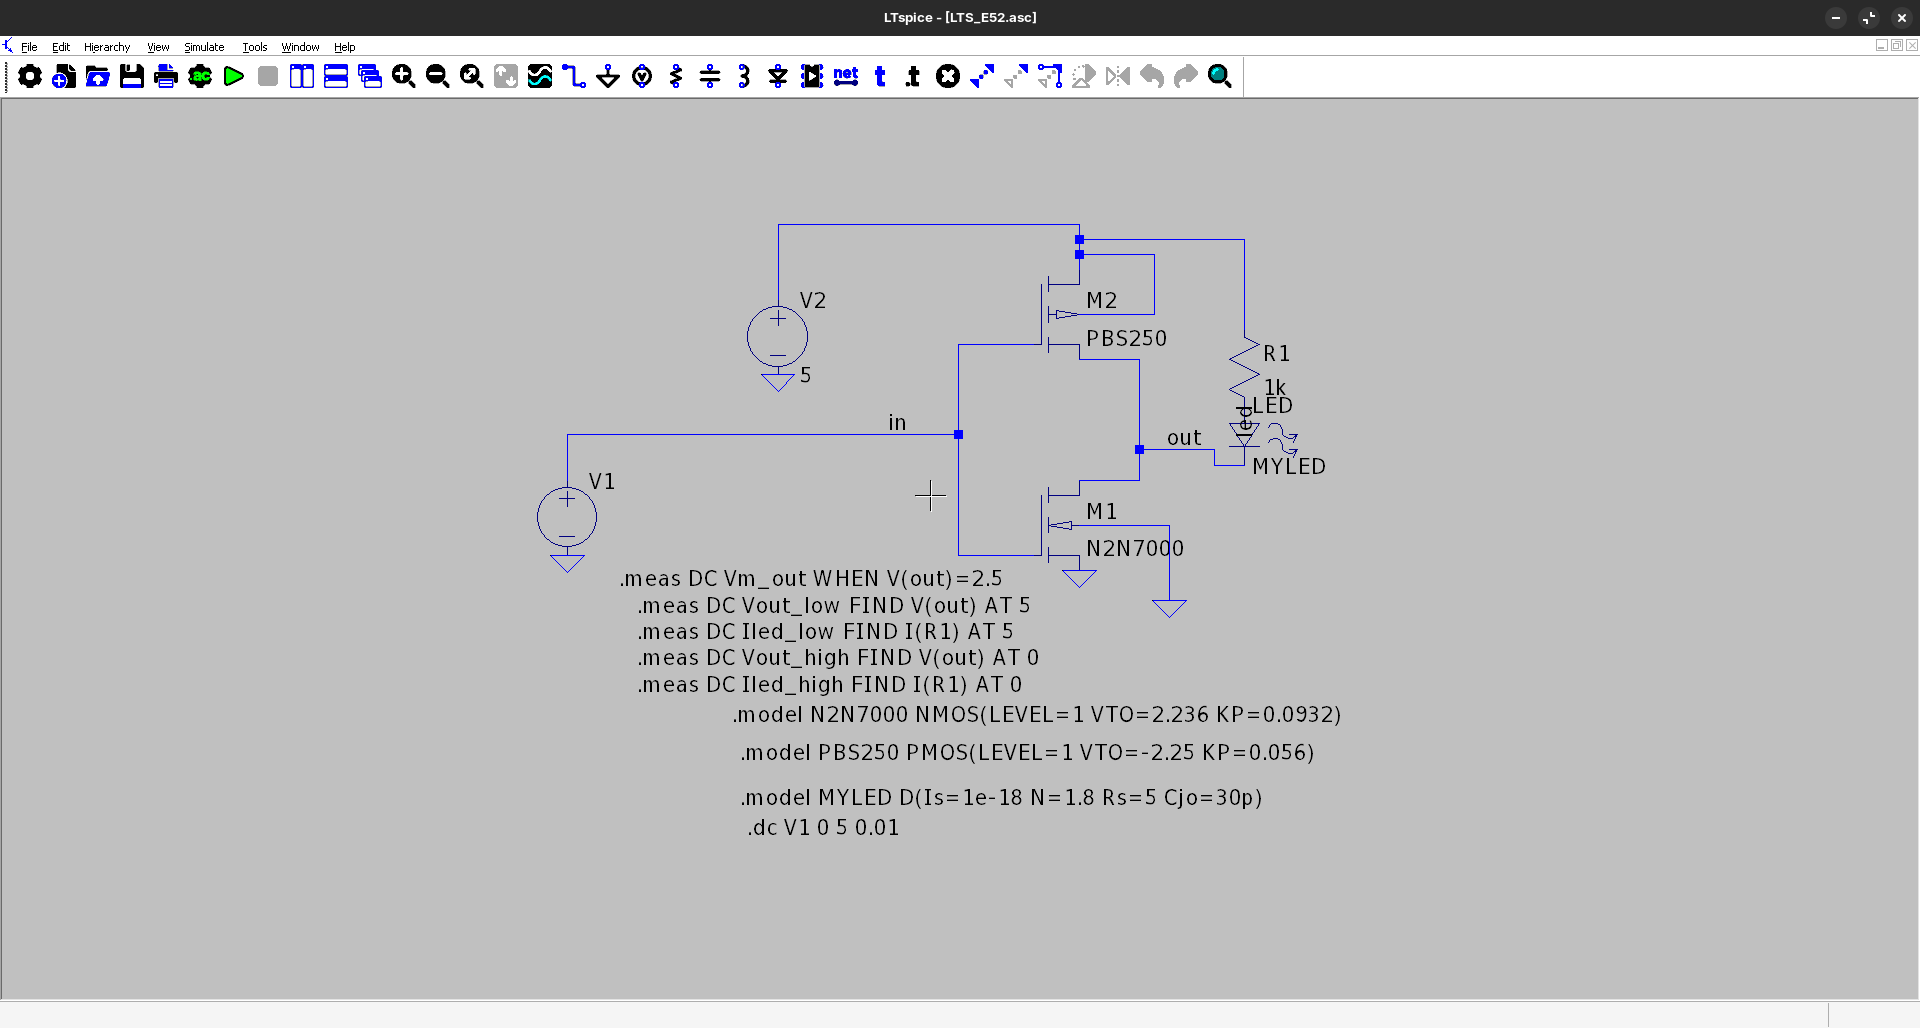 LTspice - [LTS_E52.asc]
File Edit Hierarchy View Simulate Tools Window Help
ac net t .t
V2
M2
PBS250
R1
5
1k
LED
led
in
out
MYLED
V1
M1
N2N7000
.meas DC Vm_out WHEN V(out)=2.5
.meas DC Vout_low FIND V(out) AT 5
.meas DC Iled_low FIND I(R1) AT 5
.meas DC Vout_high FIND V(out) AT 0
.meas DC Iled_high FIND I(R1) AT 0
.model N2N7000 NMOS(LEVEL=1 VTO=2.236 KP=0.0932)
.model PBS250 PMOS(LEVEL=1 VTO=-2.25 KP=0.056)
.model MYLED D(Is=1e-18 N=1.8 Rs=5 Cjo=30p)
.dc V1 0 5 0.01